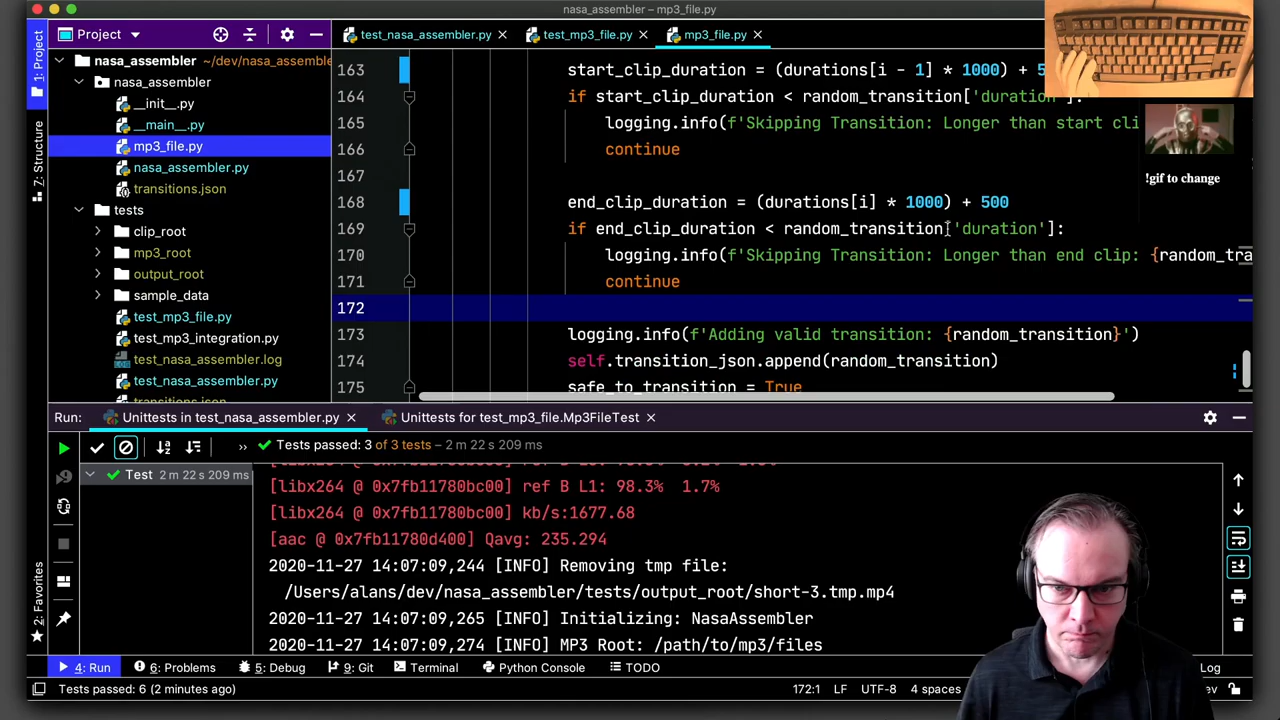 nasa_assembler – mp3_file.py
Project
test_nasa_assembler.py
test_mp3_file.py
mp3_file.py
1: Project
7: Structure
2: Favorites
nasa_assembler ~/dev/nasa_assemble
nasa_assembler
__init__.py
__main__.py
mp3_file.py
nasa_assembler.py
transitions.json
tests
clip_root
mp3_root
output_root
sample_data
test_mp3_file.py
test_mp3_integration.py
test_nasa_assembler.log
test_nasa_assembler.py
transitions.json
163 start_clip_duration = (durations[i - 1] * 1000) + 5
164 if start_clip_duration < random_transition['duration']:
165 logging.info(f'Skipping Transition: Longer than start cli
166 continue
167
168 end_clip_duration = (durations[i] * 1000) + 500
169 if end_clip_duration < random_transition['duration']:
170 logging.info(f'Skipping Transition: Longer than end clip: {random_tra
171 continue
172
173 logging.info(f'Adding valid transition: {random_transition}')
174 self.transition_json.append(random_transition)
175 safe_to_transition = True
!gif to change
Run: Unittests in test_nasa_assembler.py Unittests for test_mp3_file.Mp3FileTest
Tests passed: 3 of 3 tests – 2 m 22 s 209 ms
Test 2 m 22 s 209 ms
[libx264 @ 0x7fb11780bc00] ref B L1: 98.3% 1.7%
[libx264 @ 0x7fb11780bc00] kb/s:1677.68
[aac @ 0x7fb11780d400] Qavg: 235.294
2020-11-27 14:07:09,244 [INFO] Removing tmp file:
/Users/alans/dev/nasa_assembler/tests/output_root/short-3.tmp.mp4
2020-11-27 14:07:09,265 [INFO] Initializing: NasaAssembler
2020-11-27 14:07:09,274 [INFO] MP3 Root: /path/to/mp3/files
4: Run 6: Problems 5: Debug 9: Git Terminal Python Console TODO Log
Tests passed: 6 (2 minutes ago) 172:1 LF UTF-8 4 spaces ev